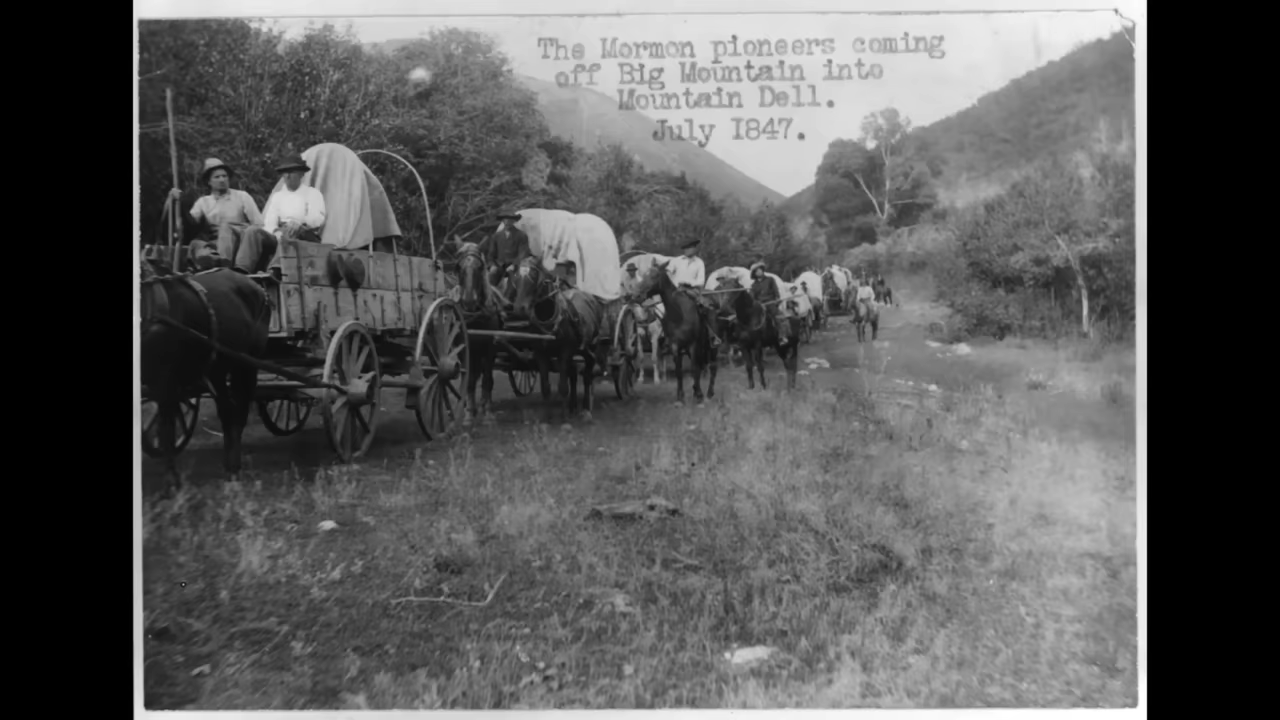 The Mormon pioneers coming
off Big Mountain into
Mountain Dell.
July 1847.